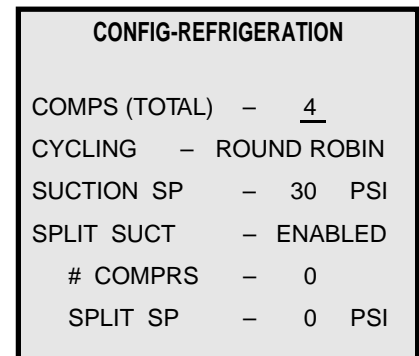 CONFIG-REFRIGERATION
COMPS (TOTAL) – 4
CYCLING – ROUND ROBIN
SUCTION SP – 30 PSI
SPLIT SUCT – ENABLED
# COMPRS – 0
SPLIT SP – 0 PSI